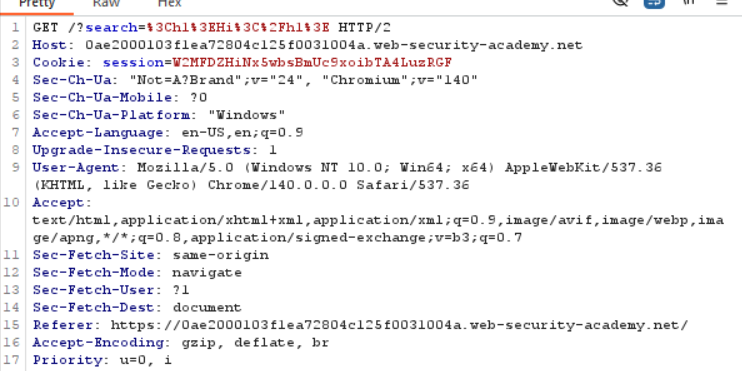 Pretty Raw Hex
1 GET /?search=%3Ch1%3EHi%3C%2Fh1%3E HTTP/2
2 Host: 0ae2000103f1ea72804c125f0031004a.web-security-academy.net
3 Cookie: session=W2MFDZHiNx5wbsBmUc9xoibTA4LuzRGF
4 Sec-Ch-Ua: "Not=A?Brand";v="24", "Chromium";v="140"
5 Sec-Ch-Ua-Mobile: ?0
6 Sec-Ch-Ua-Platform: "Windows"
7 Accept-Language: en-US,en;q=0.9
8 Upgrade-Insecure-Requests: 1
9 User-Agent: Mozilla/5.0 (Windows NT 10.0; Win64; x64) AppleWebKit/537.36
(KHTML, like Gecko) Chrome/140.0.0.0 Safari/537.36
10 Accept:
text/html,application/xhtml+xml,application/xml;q=0.9,image/avif,image/webp,ima
ge/apng,*/*;q=0.8,application/signed-exchange;v=b3;q=0.7
11 Sec-Fetch-Site: same-origin
12 Sec-Fetch-Mode: navigate
13 Sec-Fetch-User: ?1
14 Sec-Fetch-Dest: document
15 Referer: https://0ae2000103f1ea72804c125f0031004a.web-security-academy.net/
16 Accept-Encoding: gzip, deflate, br
17 Priority: u=0, i